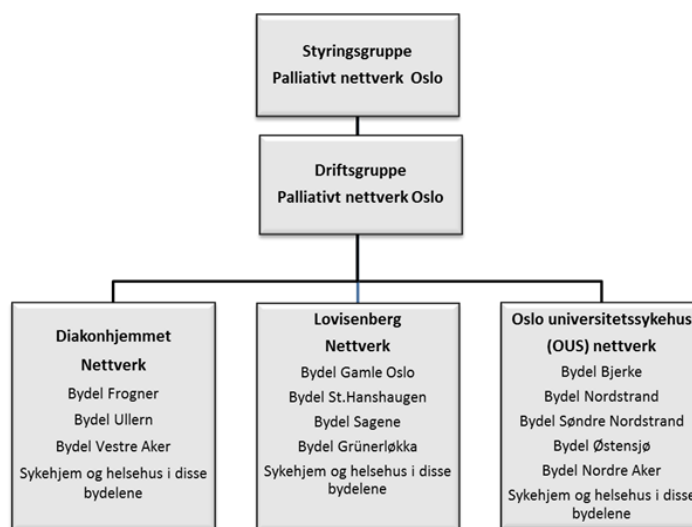 Styringsgruppe
Palliativt nettverk Oslo
Driftsgruppe
Palliativt nettverk Oslo
Diakonhjemmet
Nettverk
Bydel Frogner
Bydel Ullern
Bydel Vestre Aker
Sykehjem og helsehus i disse
bydelene
Lovisenberg
Nettverk
Bydel Gamle Oslo
Bydel St.Hanshaugen
Bydel Sagene
Bydel Grünerløkka
Sykehjem og helsehus i disse
bydelene
Oslo universitetssykehus
(OUS) nettverk
Bydel Bjerke
Bydel Nordstrand
Bydel Søndre Nordstrand
Bydel Østensjø
Bydel Nordre Aker
Sykehjem og helsehus i disse
bydelene